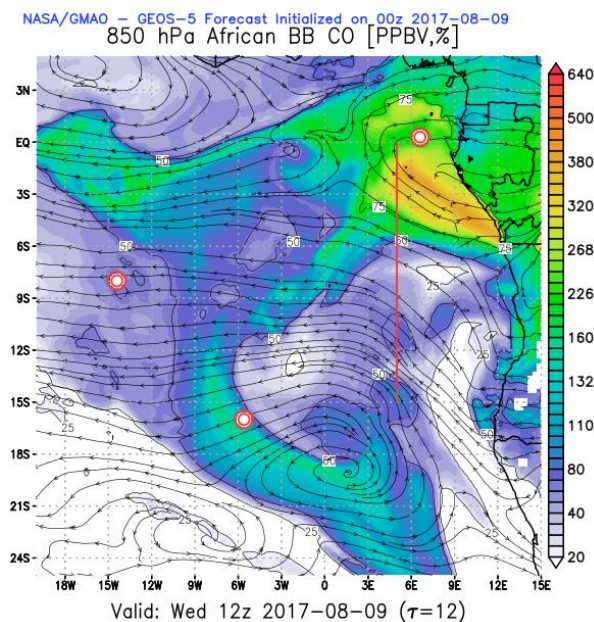 NASA/GMAO - GEOS-5 Forecast Initialized on 00z 2017-08-09
850 hPa African BB CO [PPBV,%]
3N
EQ
3S
6S
9S
12S
15S
18S
21S
24S
18W 15W 12W 9W 6W 3W 0 3E 6E 9E 12E 15E
75
50
75
50
50
50
75
25
50
25
50
50
50
50
25
25
25
25
25
640
500
380
320
268
226
160
132
110
80
40
20
Valid: Wed 12z 2017-08-09 (τ=12)